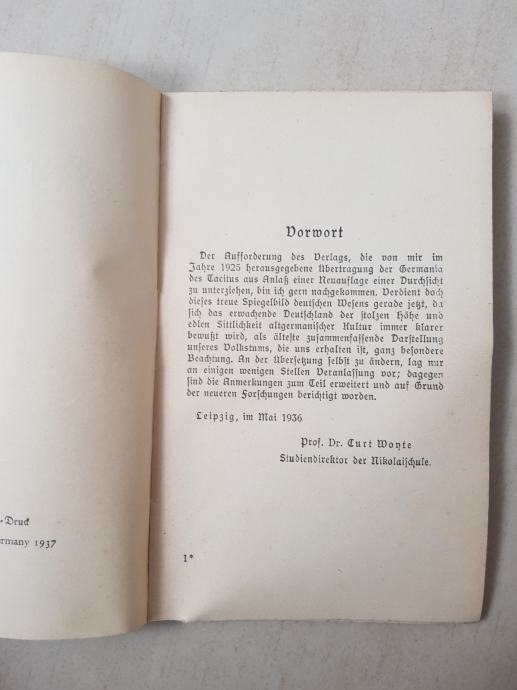 Vorwort
Der Aufforderung des Verlags, die von mir im
Jahre 1925 herausgegebene Übertragung der Germania
des Tacitus aus Anlaß einer Neuauflage einer Durchsicht
zu unterziehen, bin ich gern nachgekommen. Verdient doch
dieses treue Spiegelbild deutschen Wesens gerade jetzt, da
sich das erwachende Deutschland der stolzen Höhe und
edlen Sittlichkeit altgermanischer Kultur immer klarer
bewußt wird, als älteste zusammenfassende Darstellung
unseres Volkstums, die uns erhalten ist, ganz besondere
Beachtung. An der Übersetzung selbst zu ändern, lag nur
an einigen wenigen Stellen Veranlassung vor; dagegen
sind die Anmerkungen zum Teil erweitert und auf Grund
der neueren Forschungen berichtigt worden.
Leipzig, im Mai 1936
Prof. Dr. Curt Woyte
Studiendirektor der Nikolaischule.
1*
-Druck
ermany 1937